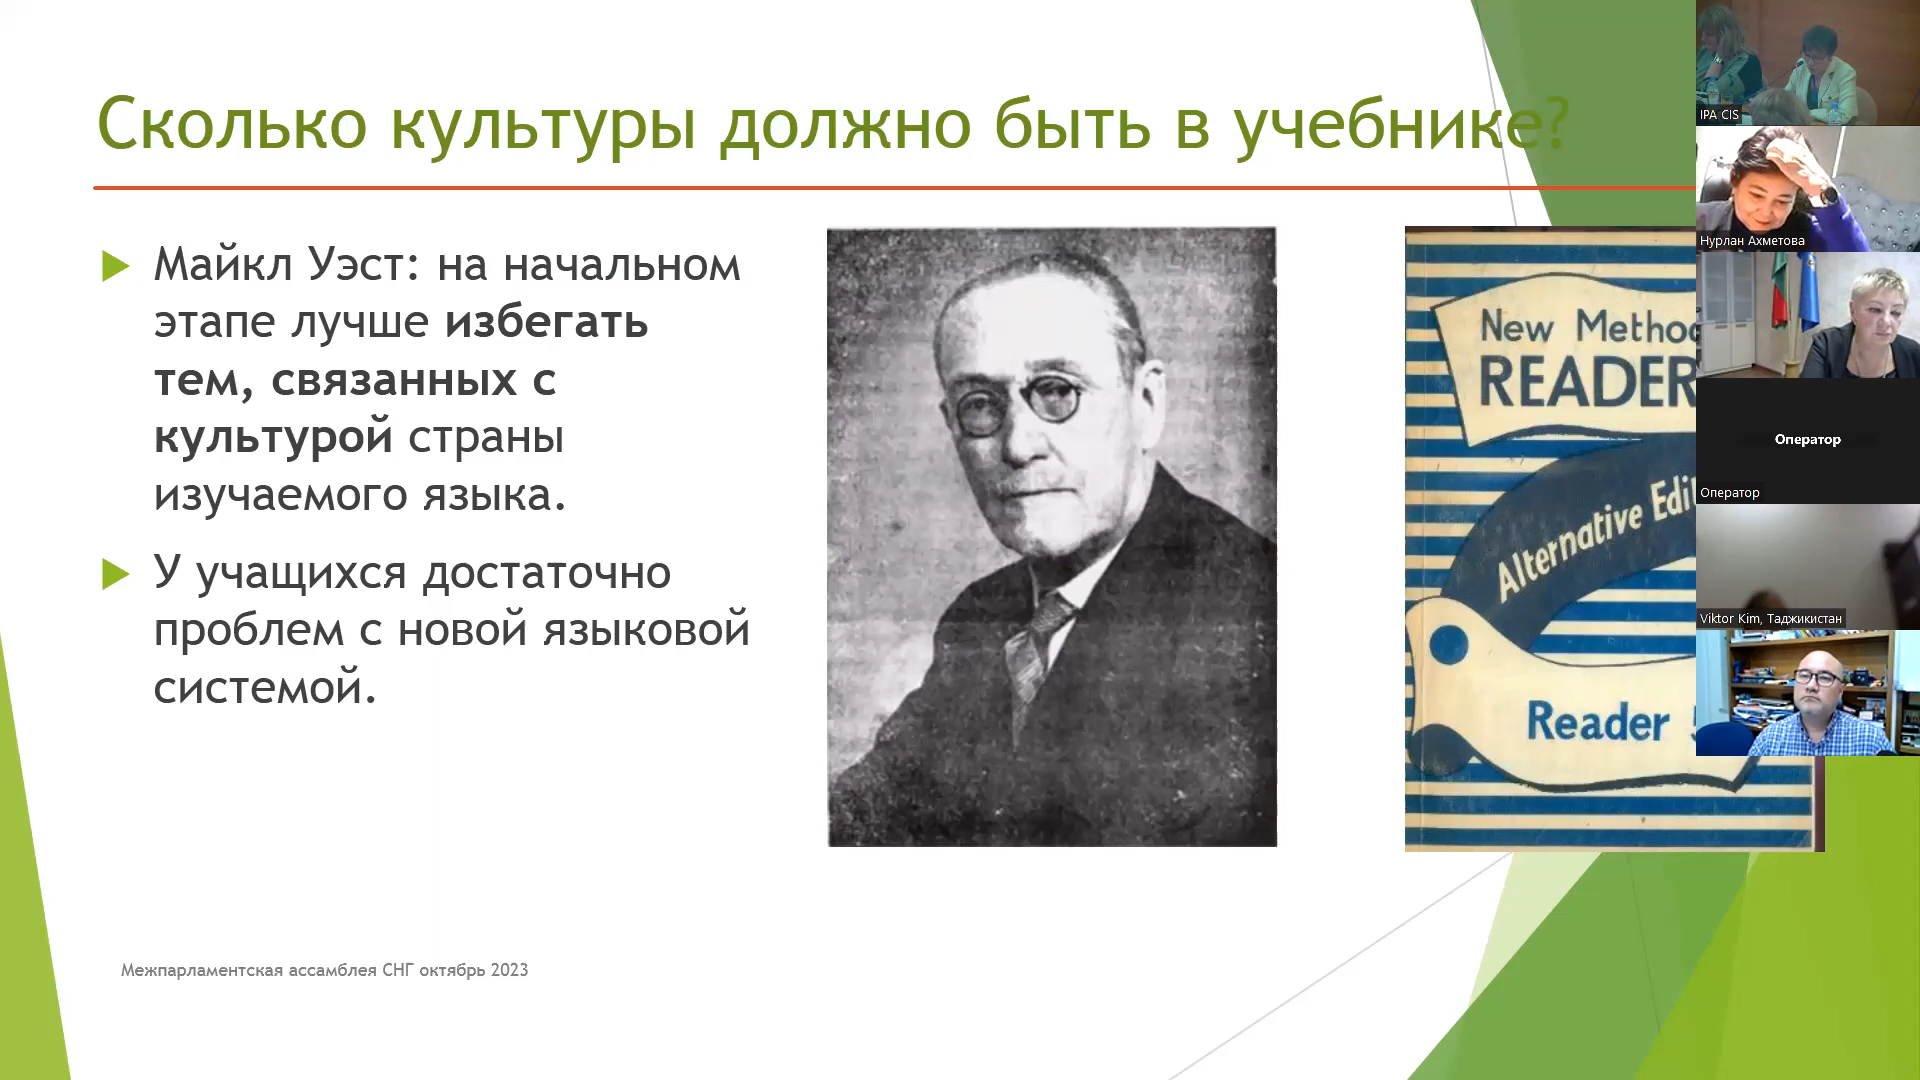 Сколько культуры должно быть в учебнике?
Майкл Уэст: на начальном
этапе лучше избегать
тем, связанных с
культурой страны
изучаемого языка.
У учащихся достаточно
проблем с новой языковой
системой.
New
READER
Alternative
Reader
Межпарламентская ассамблея СНГ октябрь 2023
IPA CIS
Нурлан Ахметова
Оператор
Оператор
Viktor Kim, Таджикистан